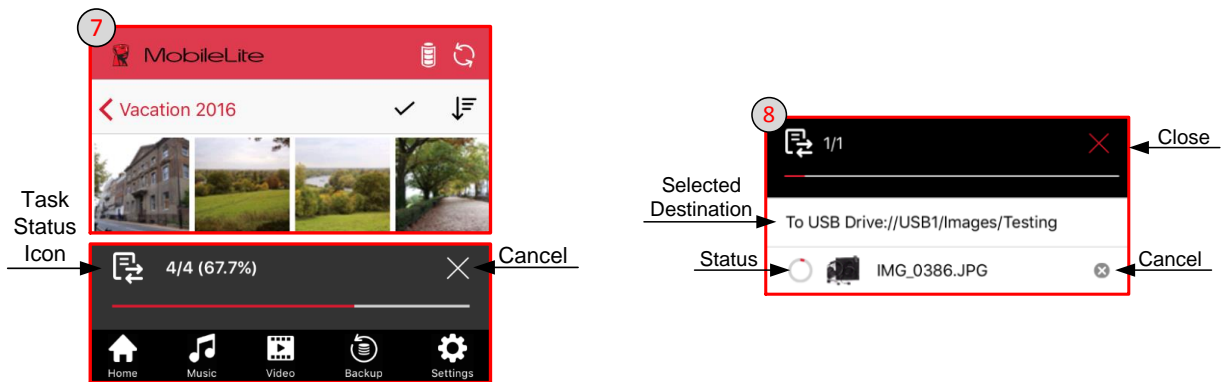 7
MobileLite
Vacation 2016
Task
Status
Icon
4/4 (67.7%)
Cancel
Home
Music
Video
Backup
Settings
8
1/1
Close
Selected
Destination
To USB Drive://USB1/Images/Testing
Status
IMG_0386.JPG
Cancel